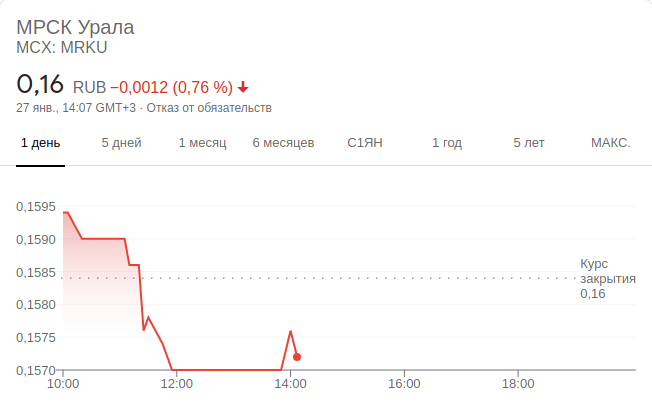 МРСК Урала
MCX: MRKU
0,16 RUB −0,0012 (0,76 %)
27 янв., 14:07 GMT+3 · Отказ от обязательств
1 день 5 дней 1 месяц 6 месяцев С1ЯН 1 год 5 лет МАКС.
0,1595
0,1590
0,1585
0,1580
0,1575
0,1570
Курс
закрытия
0,16
10:00 12:00 14:00 16:00 18:00